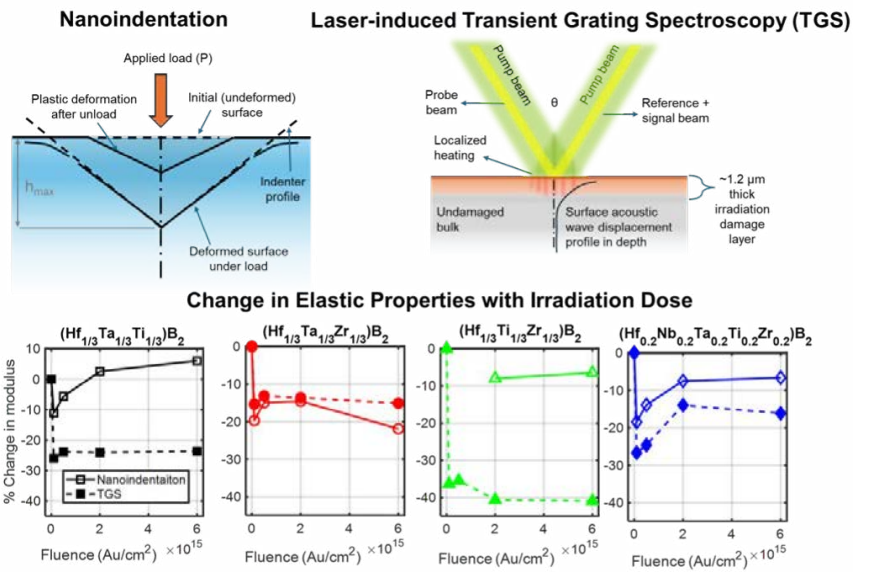 Nanoindentation
Laser-induced Transient Grating Spectroscopy (TGS)
Applied load (P)
Plastic deformation
after unload
Initial (undeformed)
surface
h_max
Indenter
profile
Deformed surface
under load
Pump beam
Pump beam
θ
Probe
beam
Reference +
signal beam
Localized
heating
Undamaged
bulk
Surface acoustic
wave displacement
profile in depth
~1.2 μm
thick
irradiation
damage
layer
Change in Elastic Properties with Irradiation Dose
(Hf1/3Ta1/3Ti1/3)B2
% Change in modulus
10
0
-10
-20
-30
-40
Nanoindentaiton
TGS
0
2
4
6
×10^15
Fluence (Au/cm²)
(Hf1/3Ta1/3Zr1/3)B2
0
-10
-20
-30
-40
0
2
4
6
×10^15
Fluence (Au/cm²)
(Hf1/3Ti1/3Zr1/3)B2
0
-10
-20
-30
-40
0
2
4
6
×10^15
Fluence (Au/cm²)
(Hf0.2Nb0.2Ta0.2Ti0.2Zr0.2)B2
0
-10
-20
-30
-40
0
2
4
6
×10^15
Fluence (Au/cm²)